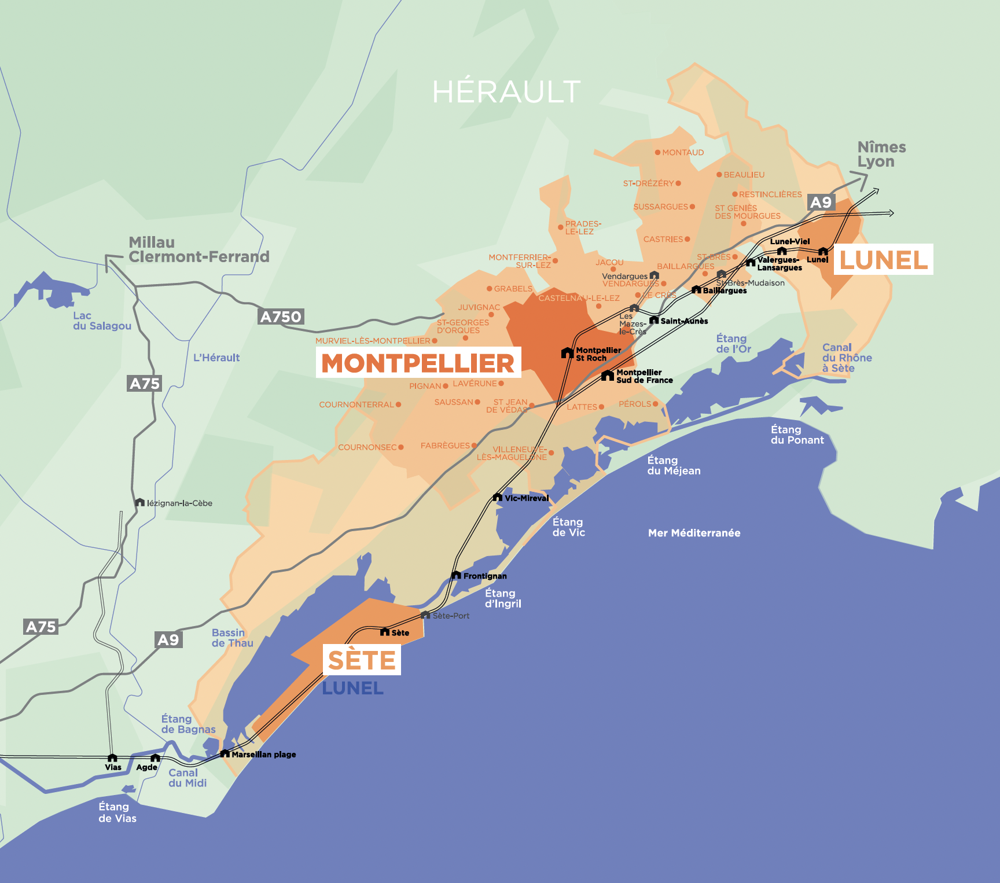 HÉRAULT
Nîmes
Lyon
MONTAUD
BEAULIEU
ST-DRÉZÉRY
RESTINCLIÈRES
A9
SUSSARGUES
ST GENIÈS
DES MOURGUES
PRADES-
LE-LEZ
CASTRIES
Lunel-Viel
Millau
Clermont-Ferrand
MONTFERRIER-
SUR-LEZ
JACOU
ST-BRÈS
Valergues-
Lansargues
Lunel
LUNEL
BAILLARGUES
Vendargues
VENDARGUES
St-Brès-Mudaison
GRABELS
Baillargues
CASTELNAU-LE-LEZ
LE CRÈS
JUVIGNAC
A750
Lac
du Salagou
ST-GEORGES
D'ORQUES
Les
Mazes-
le-Crès
Saint-Aunès
MURVIEL-LÈS-MONTPELLIER
Étang
de l'Or
Canal
du Rhône
à Sète
L'Hérault
MONTPELLIER
Montpellier
St Roch
Montpellier
Sud de France
A75
PIGNAN
LAVÉRUNE
COURNONTERRAL
SAUSSAN
ST JEAN
DE VÉDAS
LATTES
PÉROLS
Étang
du Ponant
COURNONSEC
FABRÈGUES
VILLENEUVE-
LÈS-MAGUELONE
Étang
du Méjean
lézignan-la-Cèbe
Vic-Mireval
Étang
de Vic
Mer Méditerranée
Frontignan
Étang
d'Ingril
Sète-Port
A75
A9
Bassin
de Thau
Sète
SÈTE
LUNEL
Étang
de Bagnas
Marseillan plage
Vias
Agde
Canal
du Midi
Étang
de Vias